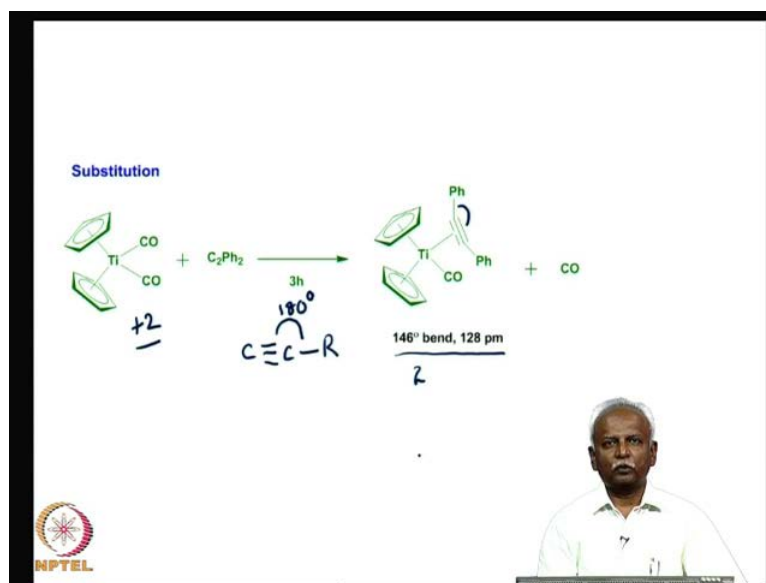 Substitution
Ph
Ti
CO
CO
+
C₂Ph₂
3h
Ti
CO
Ph
+
CO
+2
180°
C≡C-R
146° bend, 128 pm
2
NPTEL